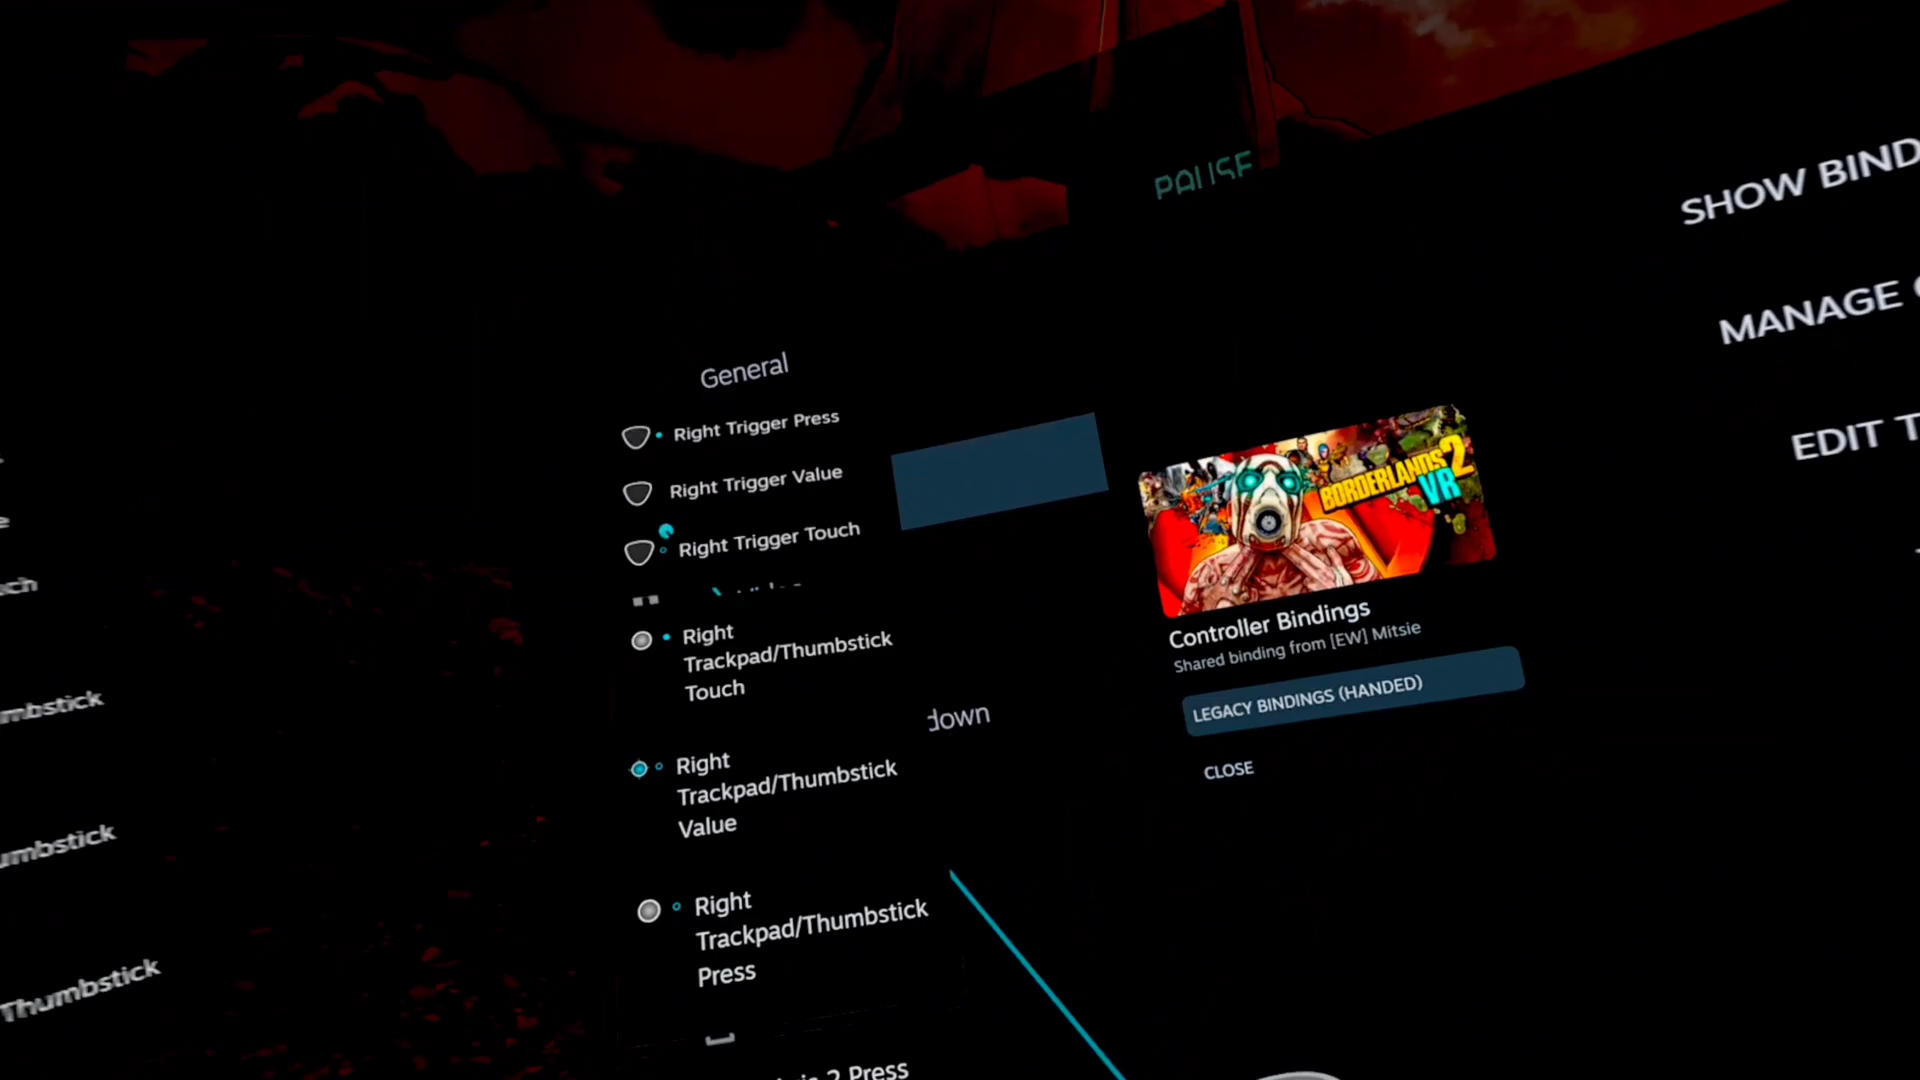 PAUSE
SHOW BIND
MANAGE
EDIT T
General
Right Trigger Press
Right Trigger Value
Right Trigger Touch
Right
Trackpad/Thumbstick
Touch
down
Right
Trackpad/Thumbstick
Value
Right
Trackpad/Thumbstick
Press
2 Press
BORDERLANDS 2
VR
Controller Bindings
Shared binding from [EW] Mitsie
LEGACY BINDINGS (HANDED)
CLOSE
uch
mbstick
umbstick
Thumbstick